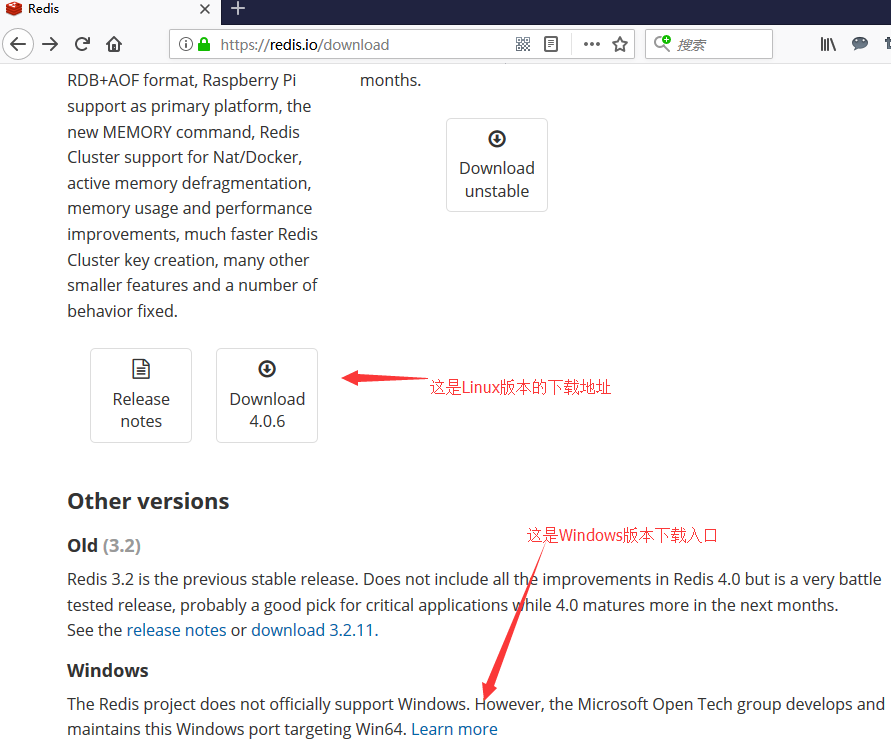 Redis
https://redis.io/download
搜索
RDB+AOF format, Raspberry Pi
support as primary platform, the
new MEMORY command, Redis
Cluster support for Nat/Docker,
active memory defragmentation,
memory usage and performance
improvements, much faster Redis
Cluster key creation, many other
smaller features and a number of
behavior fixed.
months.
Download
unstable
Release
notes
Download
4.0.6
这是Linux版本的下载地址
Other versions
这是Windows版本下载入口
Old (3.2)
Redis 3.2 is the previous stable release. Does not include all the improvements in Redis 4.0 but is a very battle
tested release, probably a good pick for critical applications while 4.0 matures more in the next months.
See the release notes or download 3.2.11.
Windows
The Redis project does not officially support Windows. However, the Microsoft Open Tech group develops and
maintains this Windows port targeting Win64. Learn more